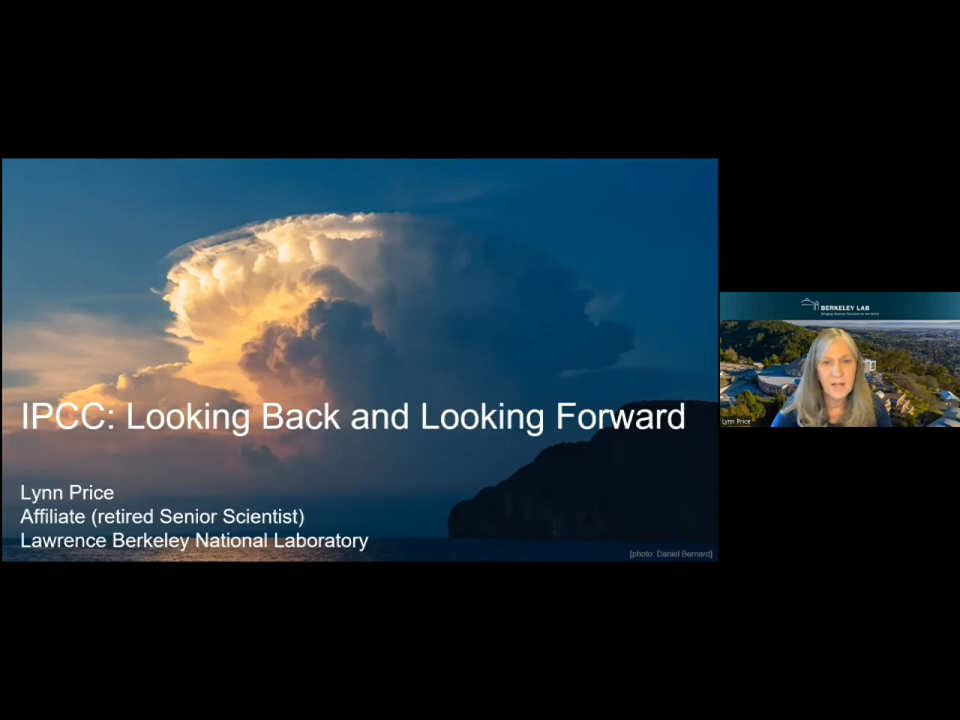 IPCC: Looking Back and Looking Forward
Lynn Price
Affiliate (retired Senior Scientist)
Lawrence Berkeley National Laboratory
[photo: Daniel Bernard]
BERKELEY LAB
Lynn Price